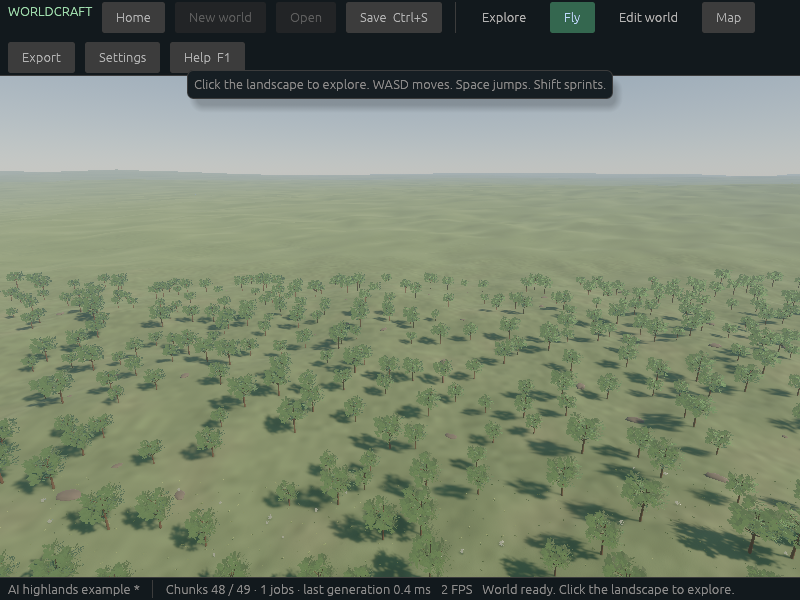 WORLDCRAFT Home New world Open Save Ctrl+S Explore Fly Edit world Map
Export Settings Help F1
Click the landscape to explore. WASD moves. Space jumps. Shift sprints.
AI highlands example * Chunks 48 / 49 · 1 jobs · last generation 0.4 ms 2 FPS World ready. Click the landscape to explore.